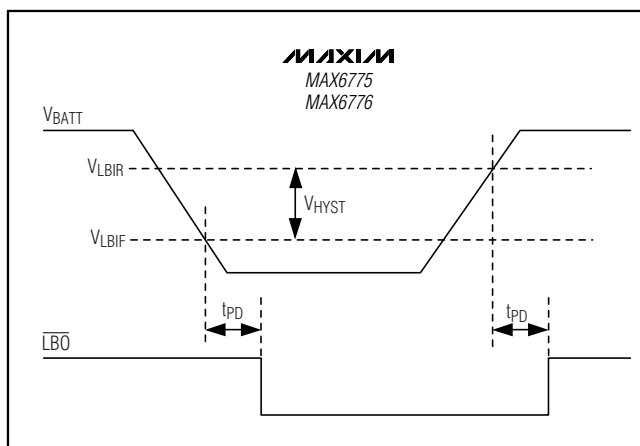 MAXIM
MAX6775
MAX6776
VBATT
VLBIR
VHYST
VLBIF
tPD
tPD
LBO